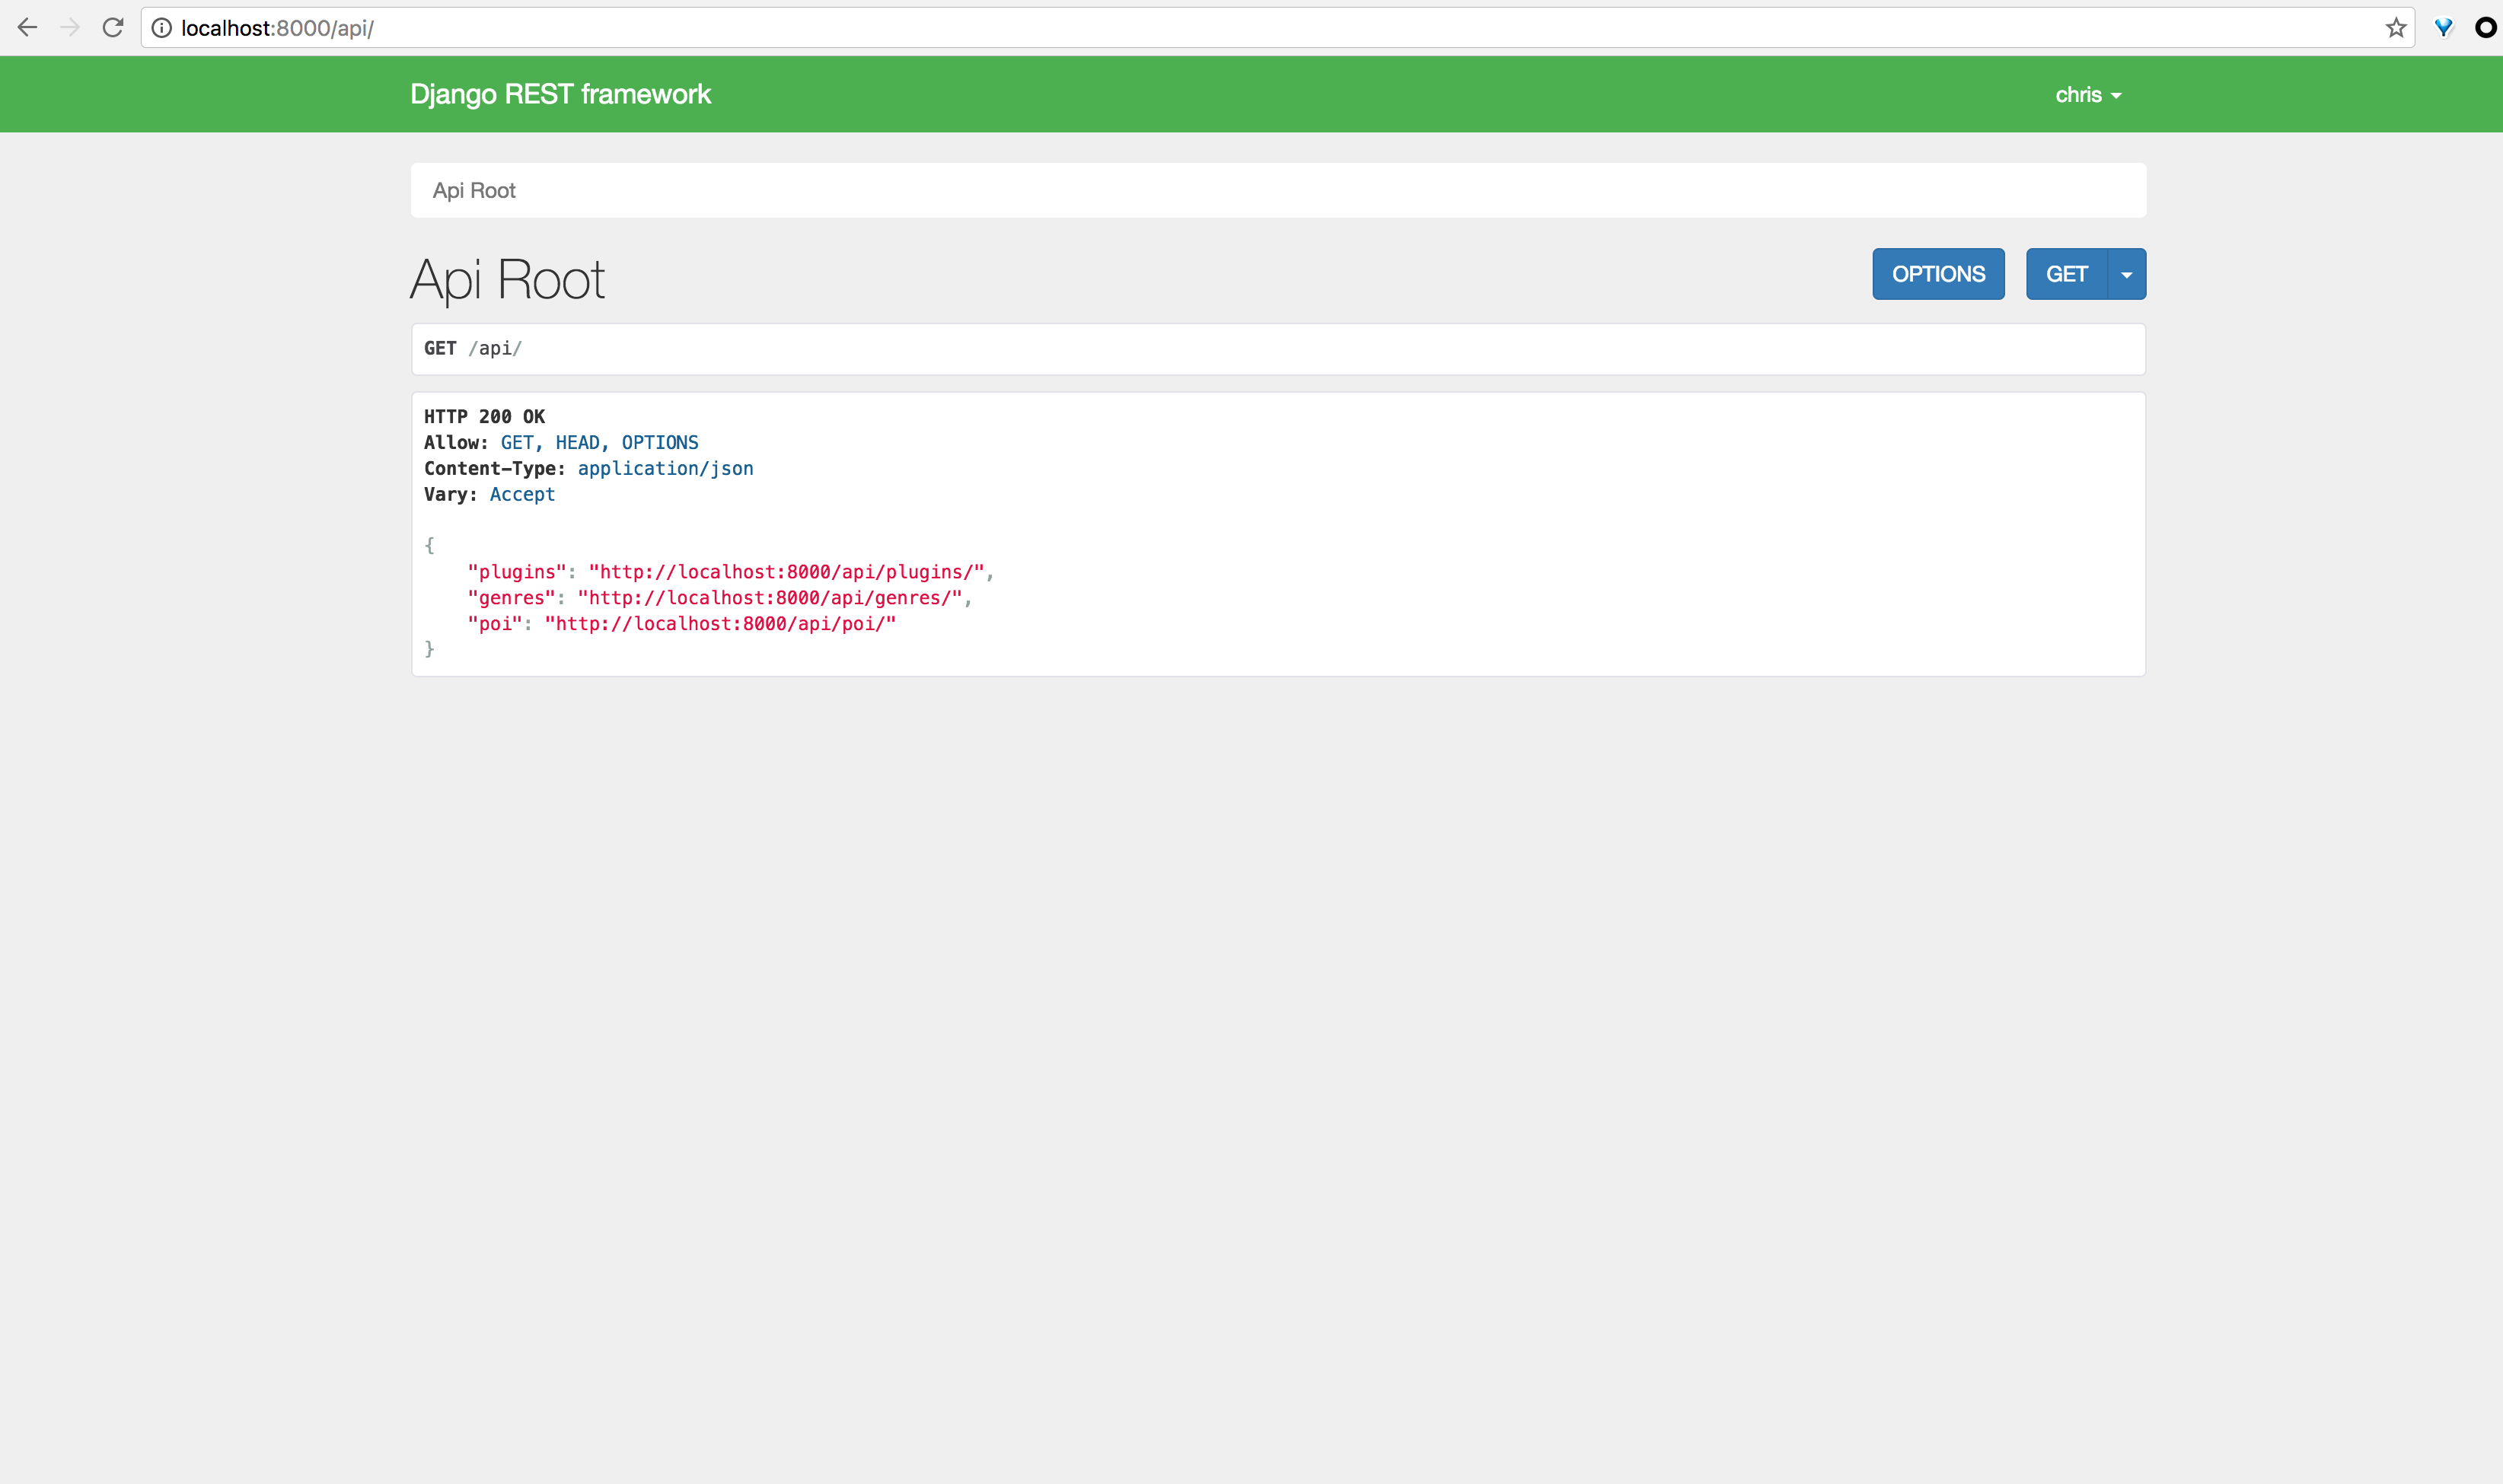 localhost:8000/api/
Django REST framework
chris
Api Root
Api Root
OPTIONS
GET
GET /api/
HTTP 200 OK
Allow: GET, HEAD, OPTIONS
Content-Type: application/json
Vary: Accept
{
    "plugins": "http://localhost:8000/api/plugins/",
    "genres": "http://localhost:8000/api/genres/",
    "poi": "http://localhost:8000/api/poi/"
}